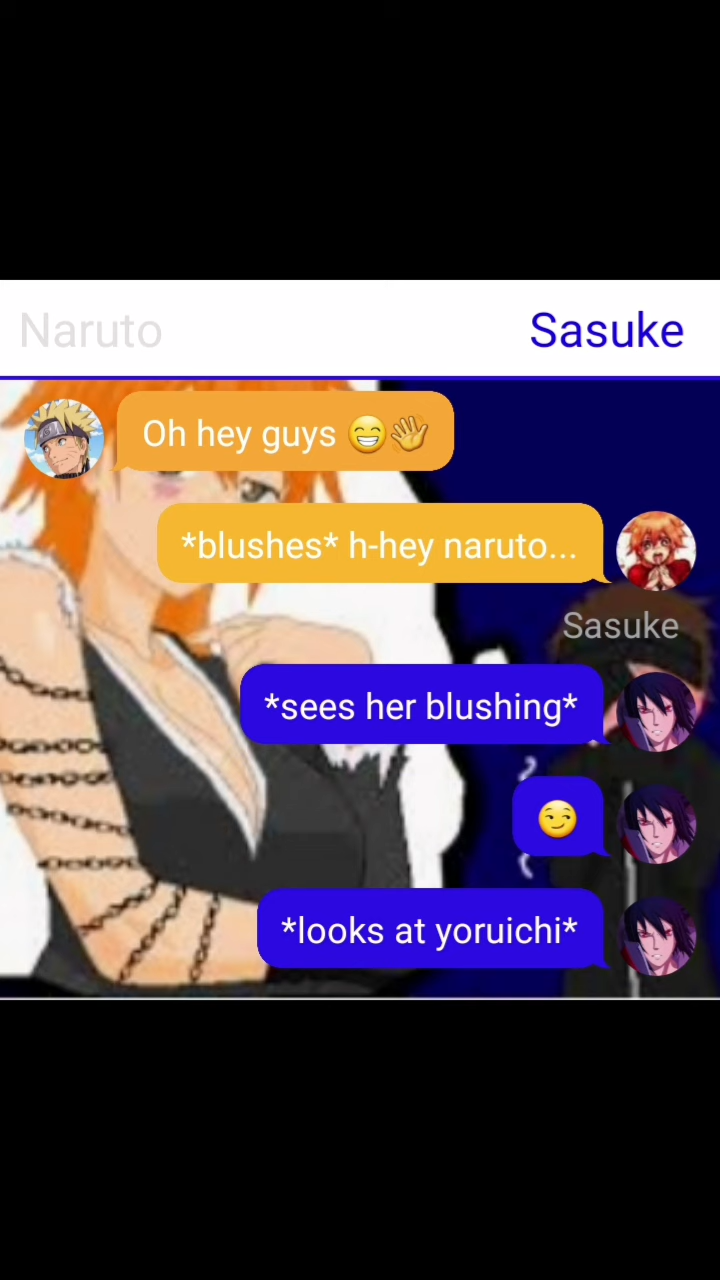 Naruto
Sasuke
Oh hey guys 😁👋
*blushes* h-hey naruto...
Sasuke
*sees her blushing*
😏
*looks at yoruichi*